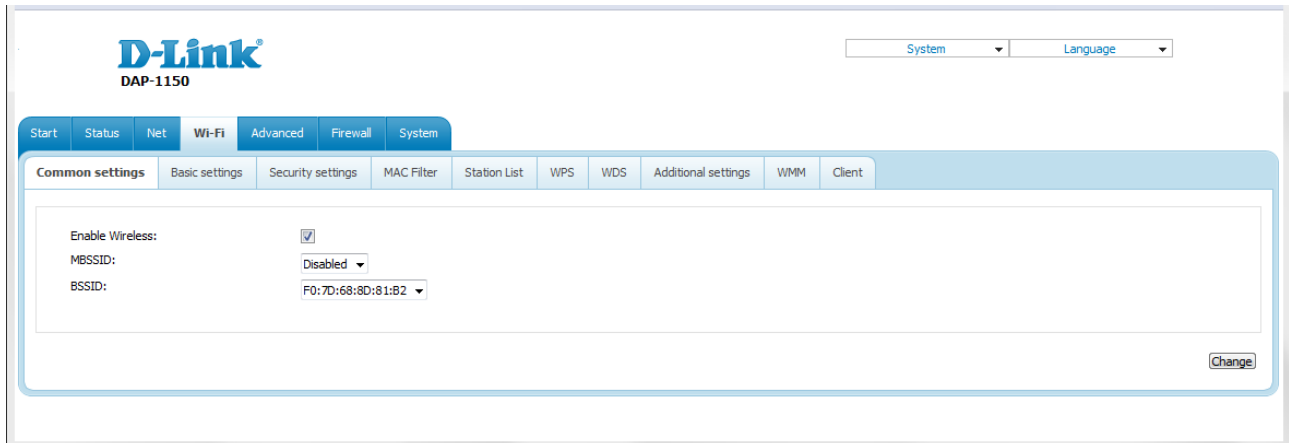 D-Link®
DAP-1150
System Language
Start Status Net Wi-Fi Advanced Firewall System
Common settings Basic settings Security settings MAC Filter Station List WPS WDS Additional settings WMM Client
Enable Wireless:
MBSSID: Disabled
BSSID: F0:7D:68:8D:81:B2
Change